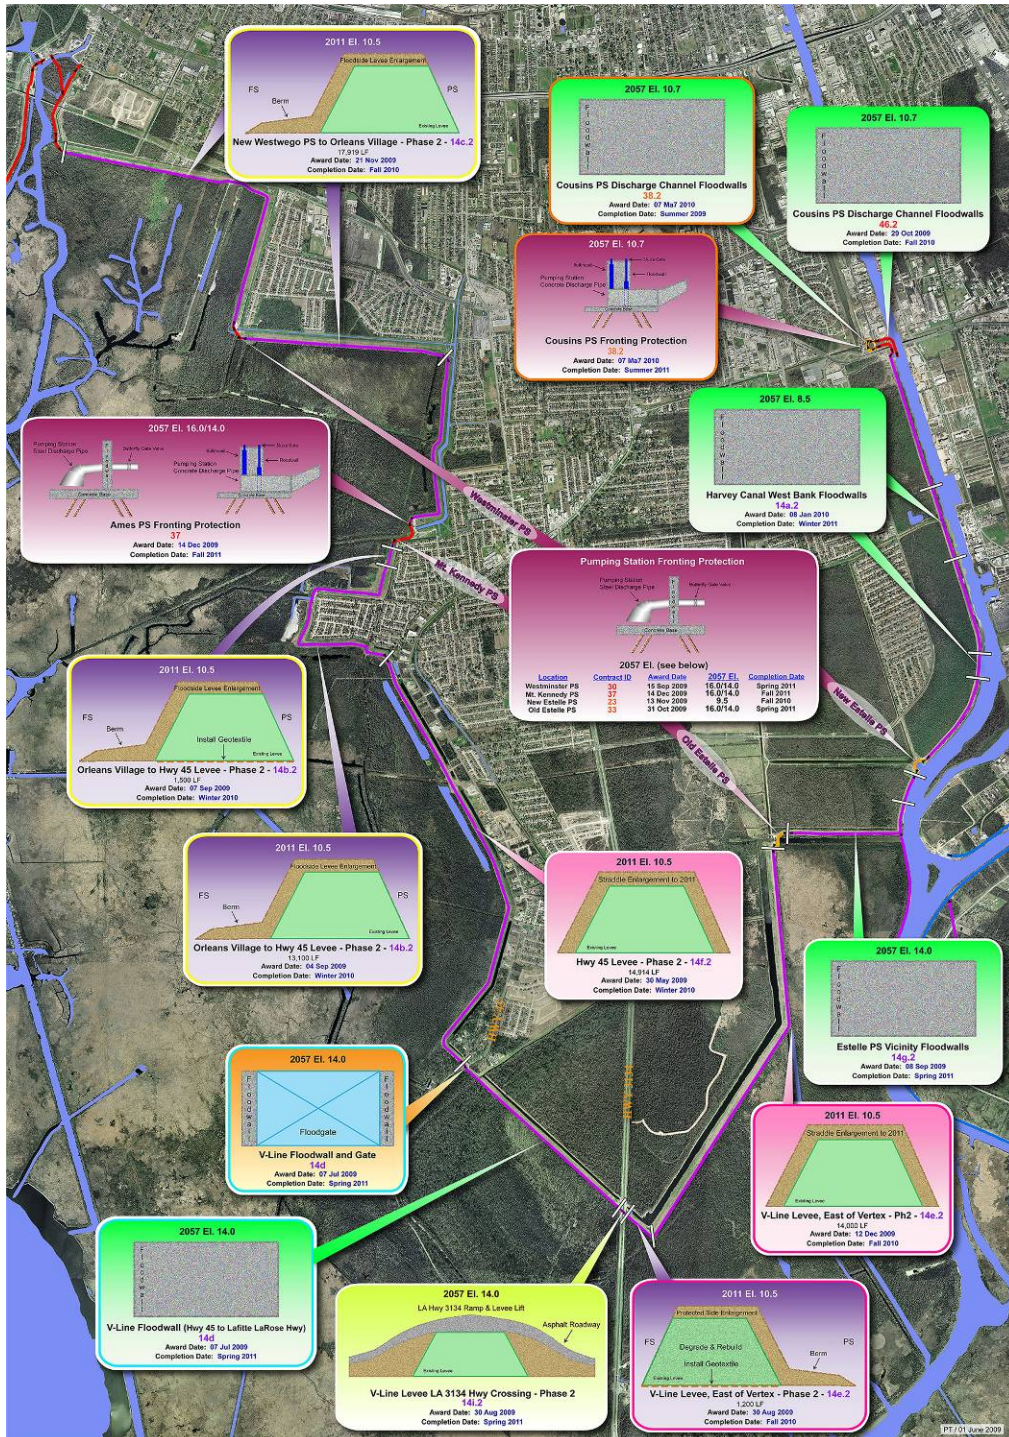 2011 El. 10.5
Floodside Levee Enlargement
FS
PS
Berm
Existing Levee
New Westwego PS to Orleans Village - Phase 2 - 14c.2
17,919 LF
Award Date: 21 Nov 2009
Completion Date: Fall 2010
2057 El. 10.7
Floodwall
Cousins PS Discharge Channel Floodwalls
38.2
Award Date: 07 Ma7 2010
Completion Date: Summer 2009
2057 El. 10.7
Floodwall
Cousins PS Discharge Channel Floodwalls
46.2
Award Date: 29 Oct 2009
Completion Date: Fall 2010
2057 El. 10.7
Bulkhead
Floodwall
Pumping Station
Concrete Discharge Pipe
Concrete Base
Cousins PS Fronting Protection
38.2
Award Date: 07 Ma7 2010
Completion Date: Summer 2011
2057 El. 8.5
Floodwall
Harvey Canal West Bank Floodwalls
14a.2
Award Date: 08 Jan 2010
Completion Date: Winter 2011
2057 El. 16.0/14.0
Pumping Station
Steel Discharge Pipe
Floodwall
Butterfly Gate Valve
Concrete Base
Bulkhead
Floodwall
Pumping Station
Concrete Discharge Pipe
Concrete Base
Ames PS Fronting Protection
37
Award Date: 14 Dec 2009
Completion Date: Fall 2011
Westminster PS
Mt. Kennedy PS
New Estelle PS
Old Estelle PS
Pumping Station Fronting Protection
Pumping Station
Steel Discharge Pipe
Floodwall
Butterfly Gate Valve
Concrete Base
2057 El. (see below)
Location Contract ID Award Date 2057 El. Completion Date
Westminster PS 30 15 Sep 2009 16.0/14.0 Spring 2011
Mt. Kennedy PS 37 14 Dec 2009 16.0/14.0 Fall 2011
New Estelle PS 23 13 Nov 2009 9.5 Fall 2010
Old Estelle PS 33 31 Oct 2009 16.0/14.0 Spring 2011
2011 El. 10.5
Floodside Levee Enlargement
FS
PS
Berm
Install Geotextile
Existing Levee
Orleans Village to Hwy 45 Levee - Phase 2 - 14b.2
1,500 LF
Award Date: 07 Sep 2009
Completion Date: Winter 2010
2011 El. 10.5
Floodside Levee Enlargement
FS
PS
Berm
Existing Levee
Orleans Village to Hwy 45 Levee - Phase 2 - 14b.2
13,100 LF
Award Date: 04 Sep 2009
Completion Date: Winter 2010
2011 El. 10.5
Straddle Enlargement to 2011
Existing Levee
Hwy 45 Levee - Phase 2 - 14f.2
14,914 LF
Award Date: 30 May 2009
Completion Date: Winter 2010
2057 El. 14.0
Floodwall
Estelle PS Vicinity Floodwalls
14g.2
Award Date: 08 Sep 2009
Completion Date: Spring 2011
HWY 45
HWY 3134
2057 El. 14.0
Floodwall
Floodgate
Floodwall
V-Line Floodwall and Gate
14d
Award Date: 07 Jul 2009
Completion Date: Spring 2011
2011 El. 10.5
Straddle Enlargement to 2011
Existing Levee
V-Line Levee, East of Vertex - Ph2 - 14e.2
14,000 LF
Award Date: 12 Dec 2009
Completion Date: Fall 2010
2057 El. 14.0
Floodwall
V-Line Floodwall (Hwy 45 to Lafitte LaRose Hwy)
14d
Award Date: 07 Jul 2009
Completion Date: Spring 2011
2057 El. 14.0
LA Hwy 3134 Ramp & Levee Lift
Asphalt Roadway
Existing Levee
V-Line Levee LA 3134 Hwy Crossing - Phase 2
14i.2
Award Date: 30 Aug 2009
Completion Date: Spring 2011
2011 El. 10.5
Protected Side Enlargement
FS
PS
Degrade & Rebuild
Install Geotextile
Berm
Existing Levee
V-Line Levee, East of Vertex - Phase 2 - 14e.2
1,200 LF
Award Date: 30 Aug 2009
Completion Date: Fall 2010
PT / 01 June 2009